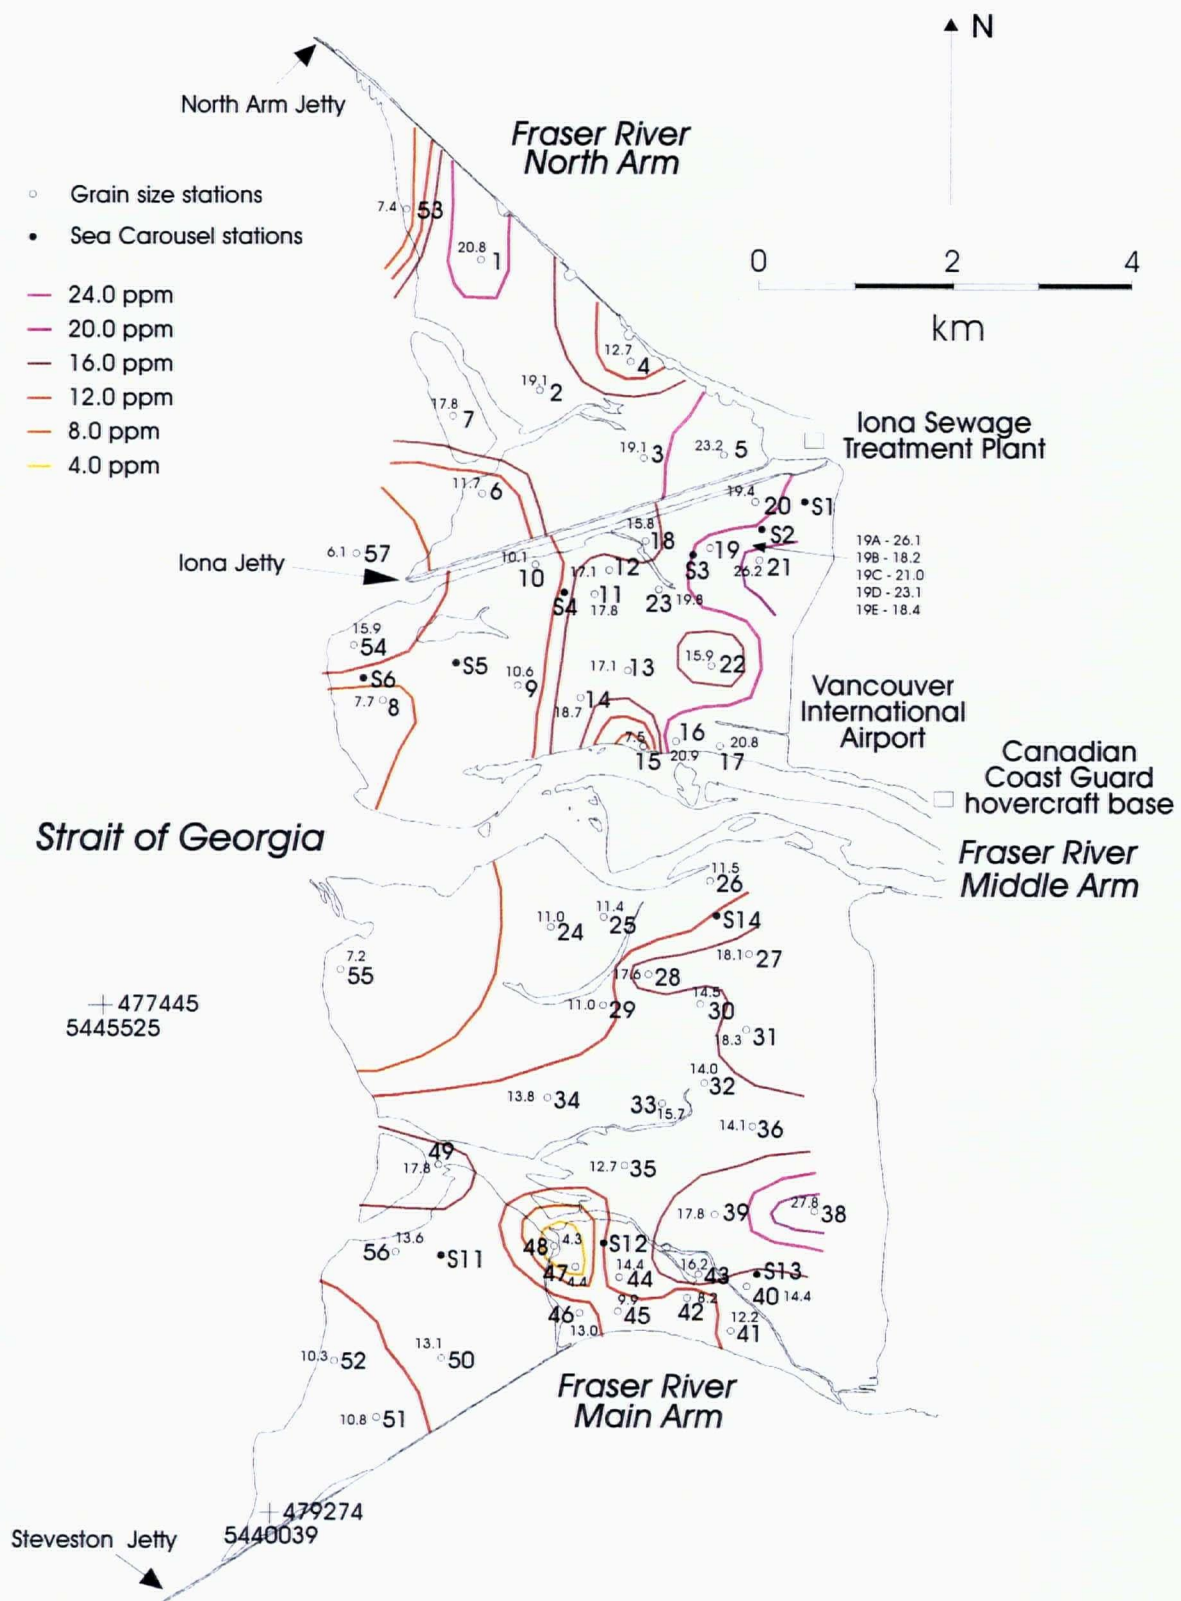 N
North Arm Jetty
Fraser River
North Arm
Grain size stations
Sea Carousel stations
7.4 53
20.8 1
0 2 4
km
24.0 ppm
20.0 ppm
16.0 ppm
12.0 ppm
8.0 ppm
4.0 ppm
12.7 4
19.1 2
17.8 7
Iona Sewage
Treatment Plant
19.1 3
23.2 5
11.7 6
19.4 20
S1
S2
15.8 18
19
19A - 26.1
19B - 18.2
19C - 21.0
19D - 23.1
19E - 18.4
6.1 57
Iona Jetty
10.1 10
17.1 12
S3
26.2 21
S4
11 17.8
23 19.8
15.9 54
S5
S6
17.1 13
15.9 22
10.6 9
7.7 8
14 18.7
Vancouver
International
Airport
7.5 15
16 20.9
20.8 17
Canadian
Coast Guard
hovercraft base
Strait of Georgia
Fraser River
Middle Arm
11.5 26
11.0 24
11.4 25
S14
7.2 55
18.1 27
17.6 28
477445
5445525
11.0 29
14.5 30
18.3 31
14.0 32
13.8 34
33 15.7
14.1 36
49 17.8
12.7 35
17.8 39
27.8 38
56 13.6
S11
48 4.3
S12
47 4.4
14.4 44
16.2 43
S13
40 14.4
46 13.0
9.9 45
42 8.2
12.2 41
10.3 52
13.1 50
10.8 51
Fraser River
Main Arm
479274
5440039
Steveston Jetty